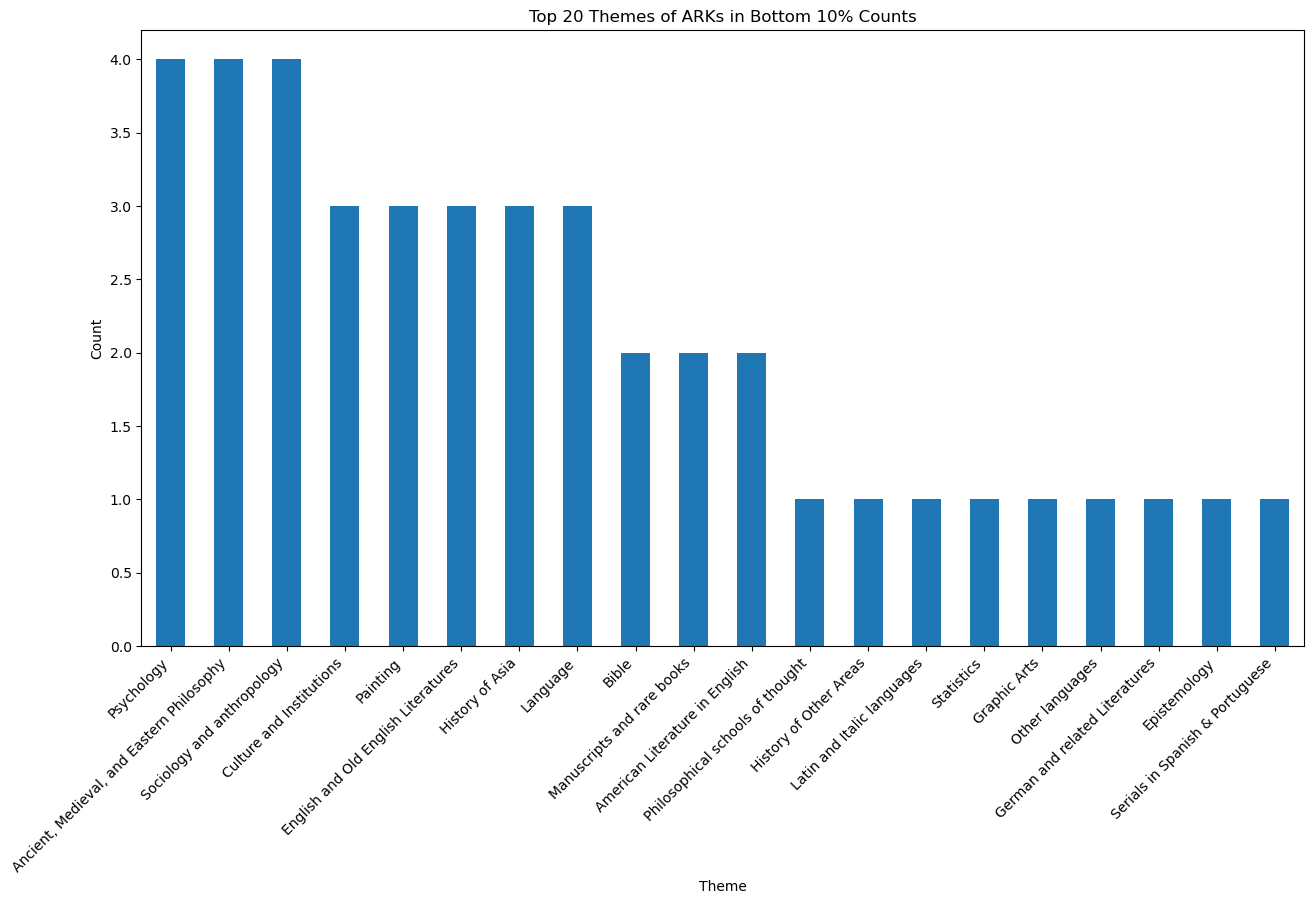 Top 20 Themes of ARKs in Bottom 10% Counts
Count
4.0
3.5
3.0
2.5
2.0
1.5
1.0
0.5
0.0
Psychology
Ancient, Medieval, and Eastern Philosophy
Sociology and anthropology
Culture and Institutions
Painting
English and Old English Literatures
History of Asia
Language
Bible
Manuscripts and rare books
American Literature in English
Philosophical schools of thought
History of Other Areas
Latin and Italic languages
Statistics
Graphic Arts
Other languages
German and related Literatures
Epistemology
Serials in Spanish & Portuguese
Theme